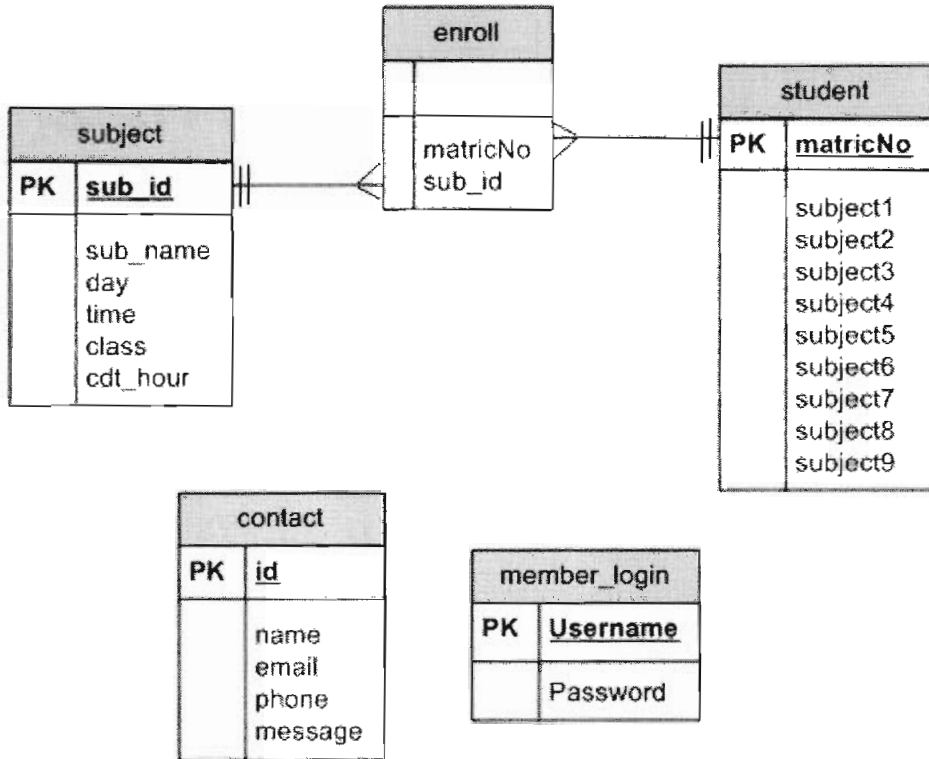 enroll
matricNo
sub_id
subject
PK sub_id
sub_name
day
time
class
cdt_hour
student
PK matricNo
subject1
subject2
subject3
subject4
subject5
subject6
subject7
subject8
subject9
contact
PK id
name
email
phone
message
member_login
PK Username
Password